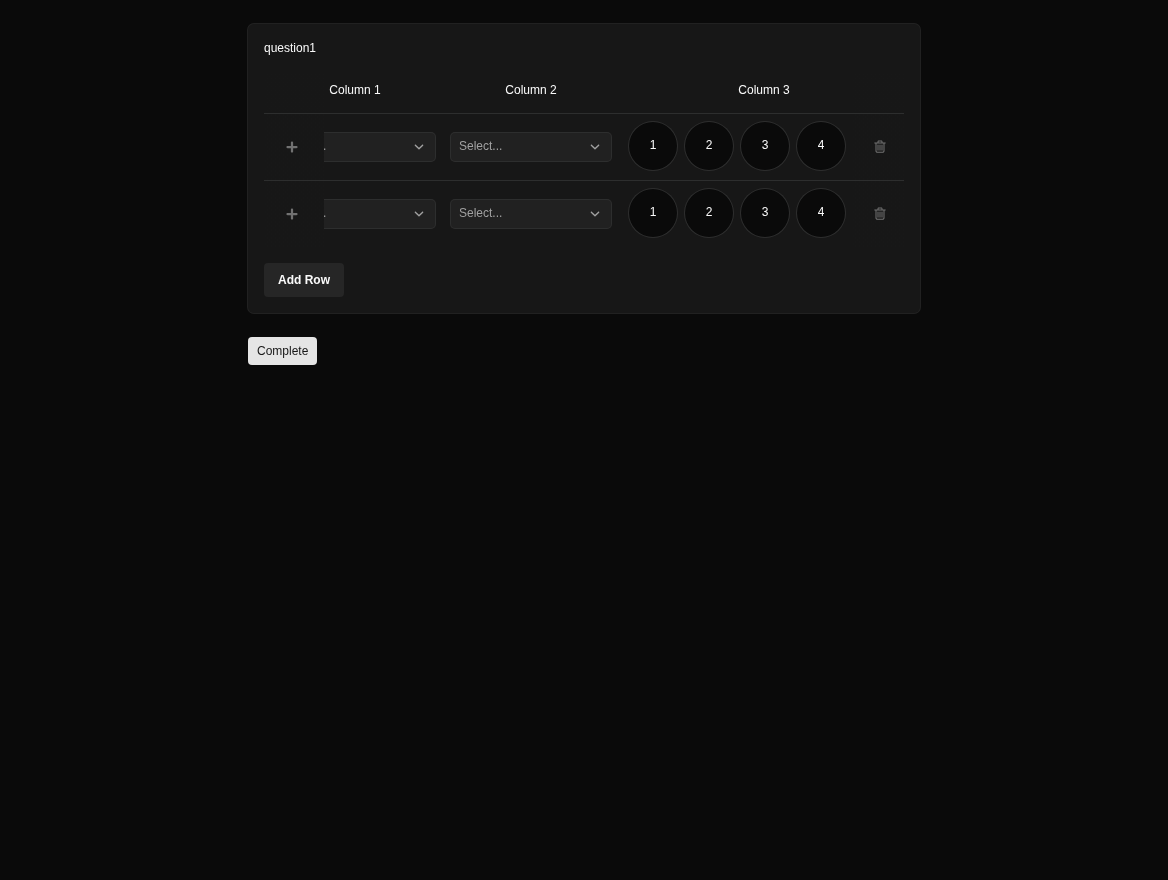 question1
Column 1 Column 2 Column 3
. Select... 1 2 3 4
. Select... 1 2 3 4
Add Row
Complete